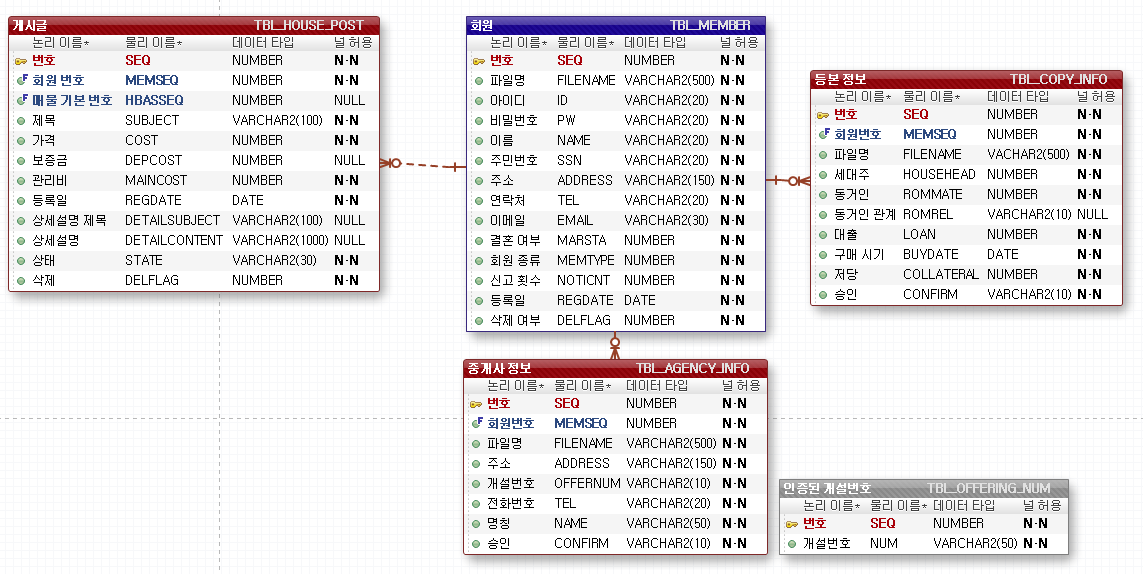 게시글 TBL_HOUSE_POST
논리 이름* 물리 이름* 데이터 타입 널 허용
번호 SEQ NUMBER N-N
회원 번호 MEMSEQ NUMBER N-N
매물 기본 번호 HBASSEQ NUMBER NULL
제목 SUBJECT VARCHAR2(100) N-N
가격 COST NUMBER N-N
보증금 DEPCOST NUMBER NULL
관리비 MAINCOST NUMBER N-N
등록일 REGDATE DATE N-N
상세설명 제목 DETAILSUBJECT VARCHAR2(100) NULL
상세설명 DETAILCONTENT VARCHAR2(1000) NULL
상태 STATE VARCHAR2(30) N-N
삭제 DELFLAG NUMBER N-N
회원 TBL_MEMBER
논리 이름* 물리 이름* 데이터 타입 널 허용
번호 SEQ NUMBER N-N
파일명 FILENAME VARCHAR2(500) N-N
아이디 ID VARCHAR2(20) N-N
비밀번호 PW VARCHAR2(20) N-N
이름 NAME VARCHAR2(20) N-N
주민번호 SSN VARCHAR2(20) N-N
주소 ADDRESS VARCHAR2(150) N-N
연락처 TEL VARCHAR2(20) N-N
이메일 EMAIL VARCHAR2(30) N-N
결혼 여부 MARSTA NUMBER N-N
회원 종류 MEMTYPE NUMBER N-N
신고 횟수 NOTICNT NUMBER N-N
등록일 REGDATE DATE N-N
삭제 여부 DELFLAG NUMBER N-N
등본 정보 TBL_COPY_INFO
논리 이름* 물리 이름* 데이터 타입 널 허용
번호 SEQ NUMBER N-N
회원번호 MEMSEQ NUMBER N-N
파일명 FILENAME VACHAR2(500) N-N
세대주 HOUSEHEAD NUMBER N-N
동거인 ROMMATE NUMBER N-N
동거인 관계 ROMREL VARCHAR2(10) NULL
대출 LOAN NUMBER N-N
구매 시기 BUYDATE DATE N-N
저당 COLLATERAL NUMBER N-N
승인 CONFIRM VARCHAR2(10) N-N
중개사 정보 TBL_AGENCY_INFO
논리 이름* 물리 이름* 데이터 타입 널 허용
번호 SEQ NUMBER N-N
회원번호 MEMSEQ NUMBER N-N
파일명 FILENAME VARCHAR2(500) N-N
주소 ADDRESS VARCHAR2(150) N-N
개설번호 OFFERNUM VARCHAR2(10) N-N
전화번호 TEL VARCHAR2(20) N-N
명칭 NAME VARCHAR2(50) N-N
승인 CONFIRM VARCHAR2(10) N-N
인증된 개설번호 TBL_OFFERING_NUM
논리 이름* 물리 이름* 데이터 타입 널 허용
번호 SEQ NUMBER N-N
개설번호 NUM VARCHAR2(50) N-N